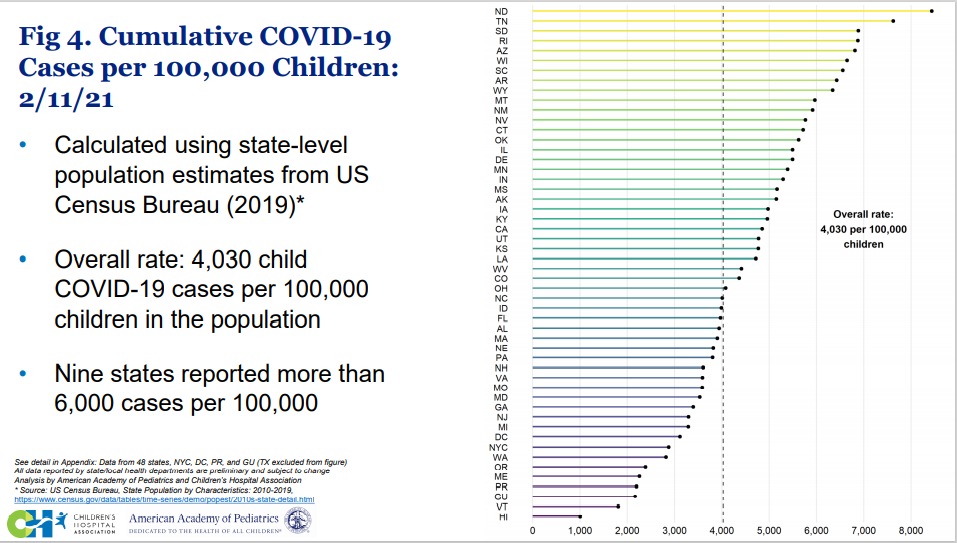 Fig 4. Cumulative COVID-19
Cases per 100,000 Children:
2/11/21
• Calculated using state-level
population estimates from US
Census Bureau (2019)*
• Overall rate: 4,030 child
COVID-19 cases per 100,000
children in the population
• Nine states reported more than
6,000 cases per 100,000
See detail in Appendix: Data from 48 states, NYC, DC, PR, and GU (TX excluded from figure)
All data reported by state/local health departments are preliminary and subject to change
Analysis by American Academy of Pediatrics and Children's Hospital Association
* Source: US Census Bureau, State Population by Characteristics: 2010-2019,
https://www.census.gov/data/tables/time-series/demo/popest/2010s-state-detail.html
CHILDREN'S
HOSPITAL
ASSOCIATION
American Academy of Pediatrics
DEDICATED TO THE HEALTH OF ALL CHILDREN®
ND
TN
SD
RI
AZ
WI
SC
AR
WY
MT
NM
NV
CT
OK
IL
DE
MN
IN
MS
AK
IA
KY
CA
UT
KS
LA
WV
CO
OH
NC
ID
FL
AL
MA
NE
PA
NH
VA
MO
MD
GA
NJ
MI
DC
NYC
WA
OR
ME
PR
GU
VT
HI
Overall rate:
4,030 per 100,000
children
0 1,000 2,000 3,000 4,000 5,000 6,000 7,000 8,000